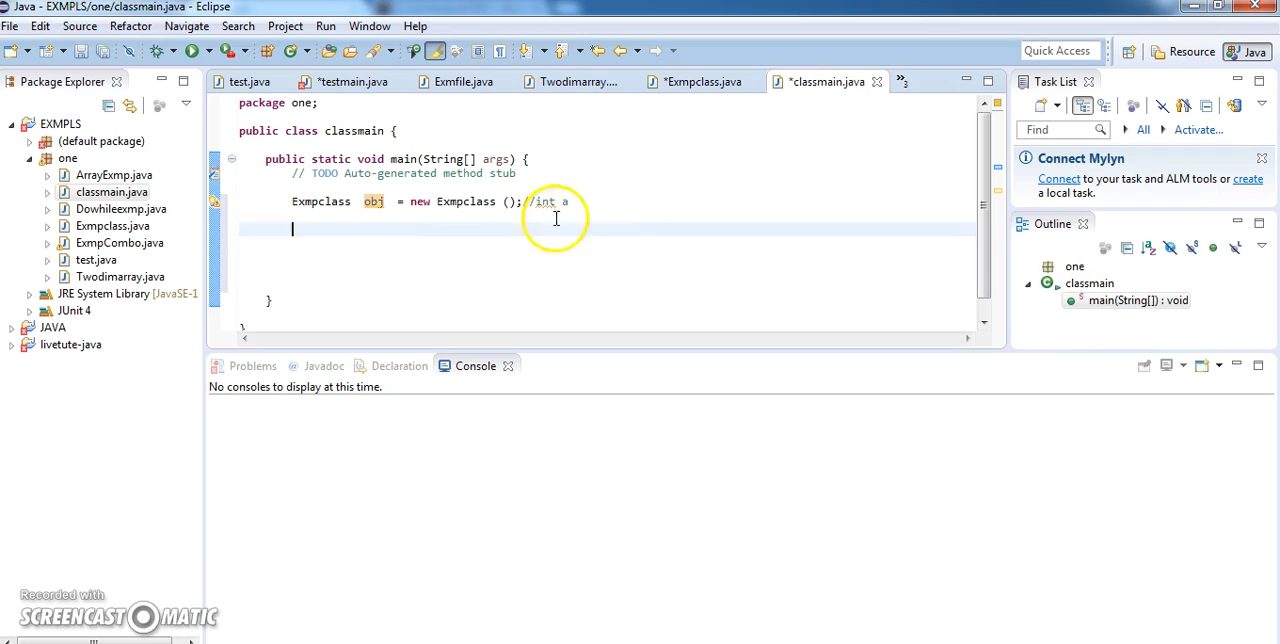 Java - EXMPLS/one/classmain.java - Eclipse
File Edit Source Refactor Navigate Search Project Run Window Help
Quick Access Resource Java
Package Explorer
EXMPLS
(default package)
one
ArrayExmp.java
classmain.java
Dowhileexmp.java
Exmpclass.java
ExmpCombo.java
test.java
Twodimarray.java
JRE System Library [JavaSE-1
JUnit 4
JAVA
livetute-java
test.java *testmain.java Exmfile.java Twodimarray.... *Exmpclass.java *classmain.java »3
package one;
public class classmain {
public static void main(String[] args) {
// TODO Auto-generated method stub
Exmpclass obj = new Exmpclass ();//int a
}
}
Task List
Find All Activate...
Connect Mylyn
Connect to your task and ALM tools or create
a local task.
Outline
one
classmain
main(String[]) : void
Problems @ Javadoc Declaration Console
No consoles to display at this time.
Recorded with
SCREENCAST-O-MATIC